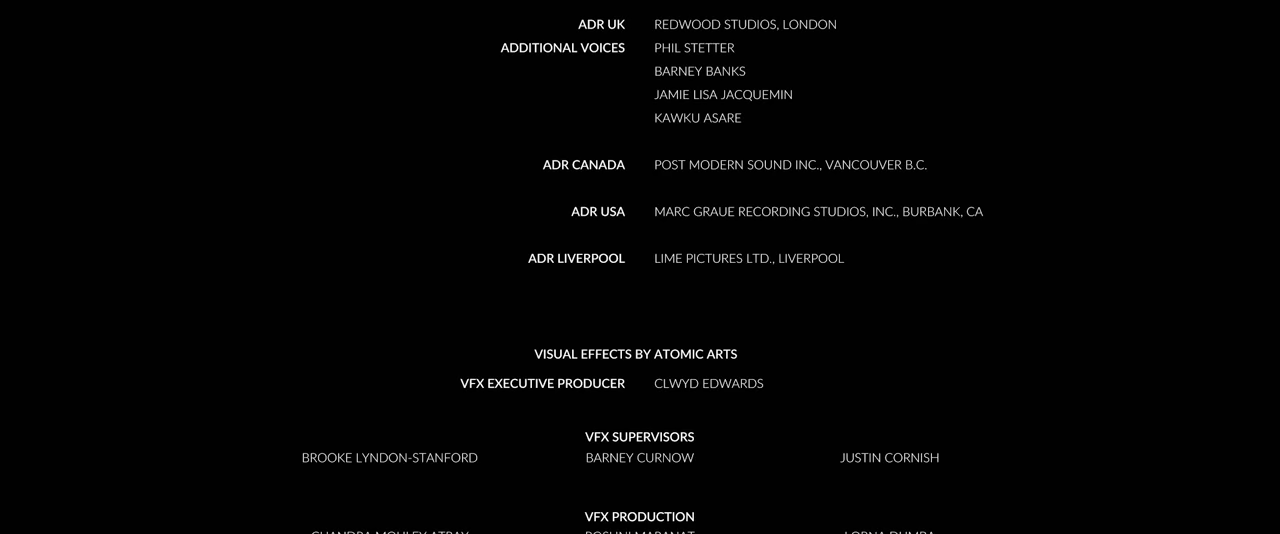 ADR UK REDWOOD STUDIOS, LONDON
ADDITIONAL VOICES PHIL STETTER
BARNEY BANKS
JAMIE LISA JACQUEMIN
KAWKU ASARE
ADR CANADA POST MODERN SOUND INC., VANCOUVER B.C.
ADR USA MARC GRAUE RECORDING STUDIOS, INC., BURBANK, CA
ADR LIVERPOOL LIME PICTURES LTD., LIVERPOOL
VISUAL EFFECTS BY ATOMIC ARTS
VFX EXECUTIVE PRODUCER CLWYD EDWARDS
VFX SUPERVISORS
BROOKE LYNDON-STANFORD BARNEY CURNOW JUSTIN CORNISH
VFX PRODUCTION